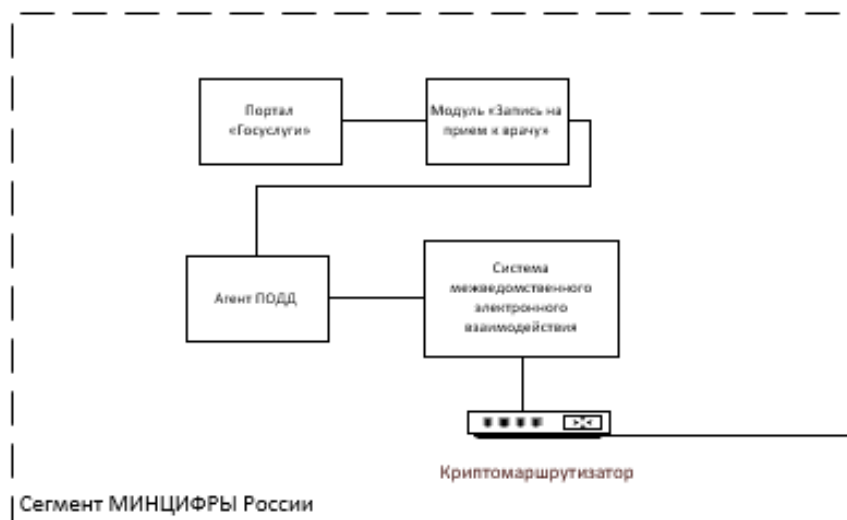 Портал
«Госуслуги»
Модуль «Запись на
прием к врачу»
Агент ПОДД
Система
межведомственного
электронного
взаимодействия
Криптомаршрутизатор
Сегмент МИНЦИФРЫ России